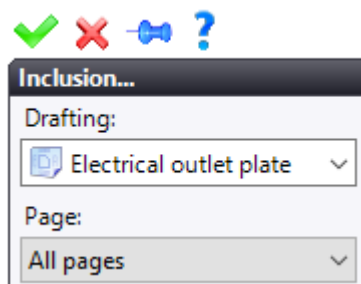 Inclusion...
Drafting:
Electrical outlet plate
Page:
All pages